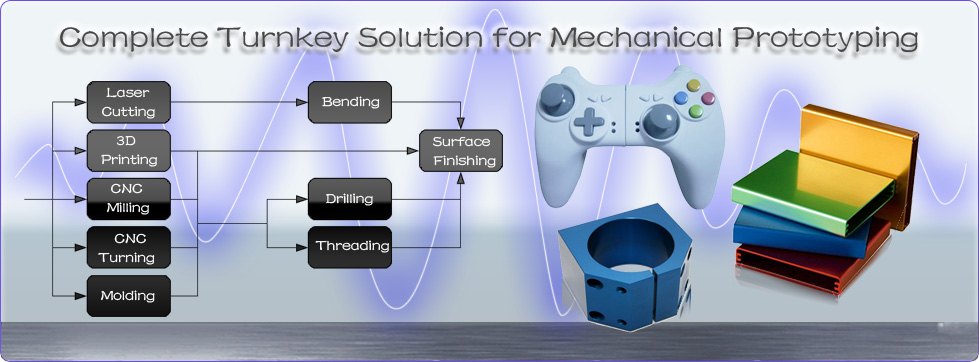 Complete Turnkey Solution for Mechanical Prototyping
Laser
Cutting
Bending
3D
Printing
Surface
Finishing
CNC
Milling
Drilling
CNC
Turning
Threading
Molding